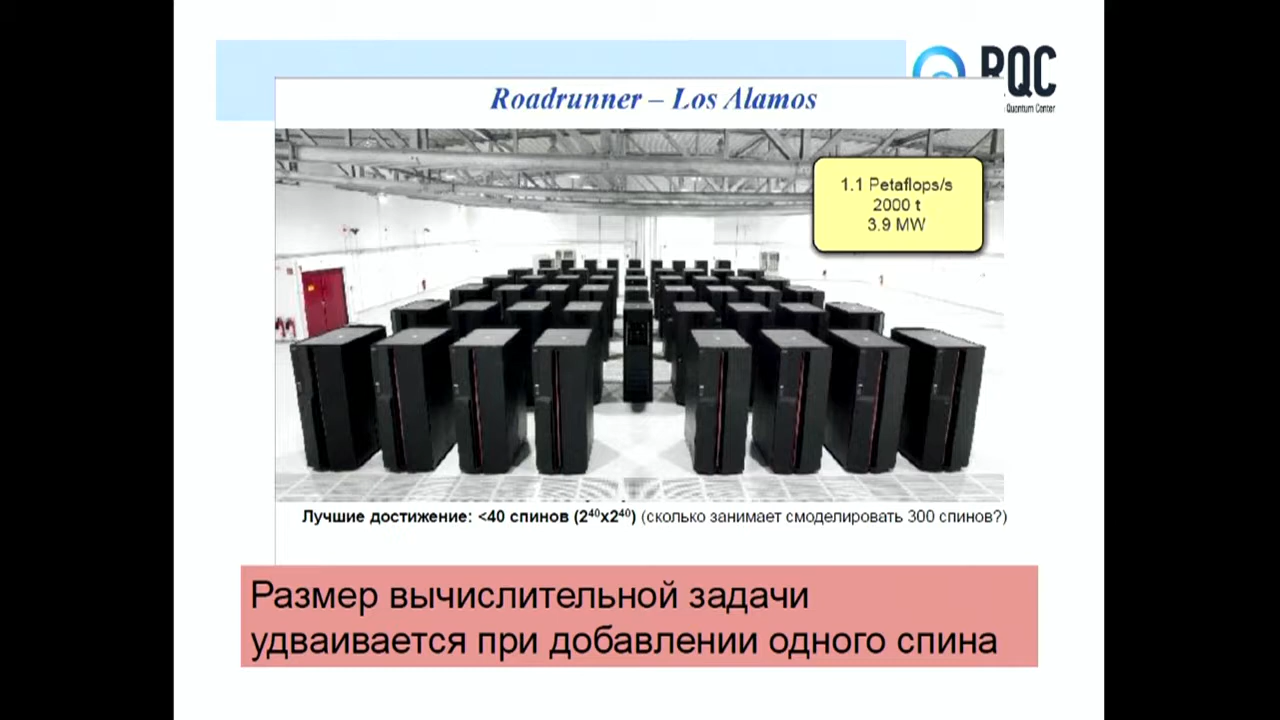 RQC
Quantum Center
Roadrunner – Los Alamos
1.1 Petaflops/s
2000 t
3.9 MW
Лучшие достижение: <40 спинов (2⁴⁰x2⁴⁰) (сколько занимает смоделировать 300 спинов?)
Размер вычислительной задачи
удваивается при добавлении одного спина